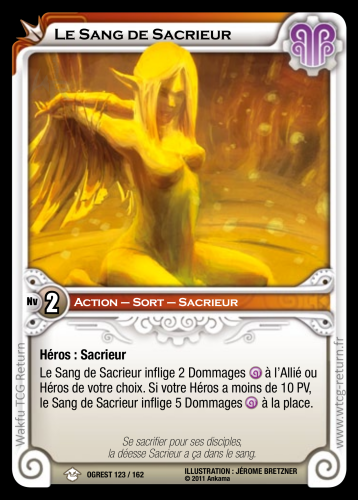 Le Sang de Sacrieur
Nv 2 Action – Sort – Sacrieur
Héros : Sacrieur
Le Sang de Sacrieur inflige 2 Dommages à l'Allié ou
Héros de votre choix. Si votre Héros a moins de 10 PV,
le Sang de Sacrieur inflige 5 Dommages à la place.
Se sacrifier pour ses disciples,
la déesse Sacrieur a ça dans le sang.
OGREST 123 / 162
ILLUSTRATION : JÉRÔME BRETZNER
© 2011 Ankama
Wakfu TCG Return
www.wtcg-return.fr